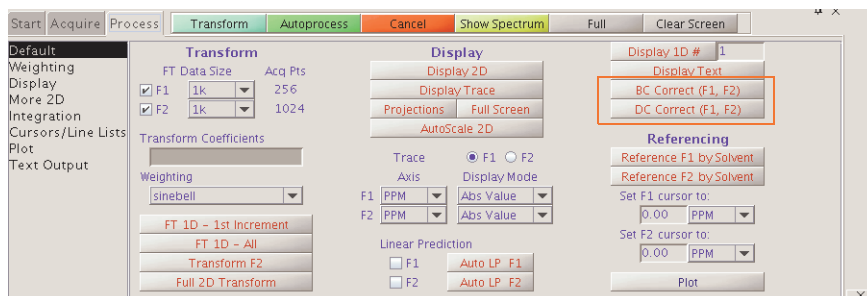 Start Acquire Process Transform Autoprocess Cancel Show Spectrum Full Clear Screen
Default
Weighting
Display
More 2D
Integration
Cursors/Line Lists
Plot
Text Output
Transform
FT Data Size Acq Pts
F1 1k 256
F2 1k 1024
Transform Coefficients
Weighting
sinebell
FT 1D - 1st Increment
FT 1D - All
Transform F2
Full 2D Transform
Display
Display 2D
Display Trace
Projections Full Screen
AutoScale 2D
Trace F1 F2
Axis Display Mode
F1 PPM Abs Value
F2 PPM Abs Value
Linear Prediction
F1 Auto LP F1
F2 Auto LP F2
Display 1D # 1
Display Text
BC Correct (F1, F2)
DC Correct (F1, F2)
Referencing
Reference F1 by Solvent
Reference F2 by Solvent
Set F1 cursor to:
0.00 PPM
Set F2 cursor to:
0.00 PPM
Plot